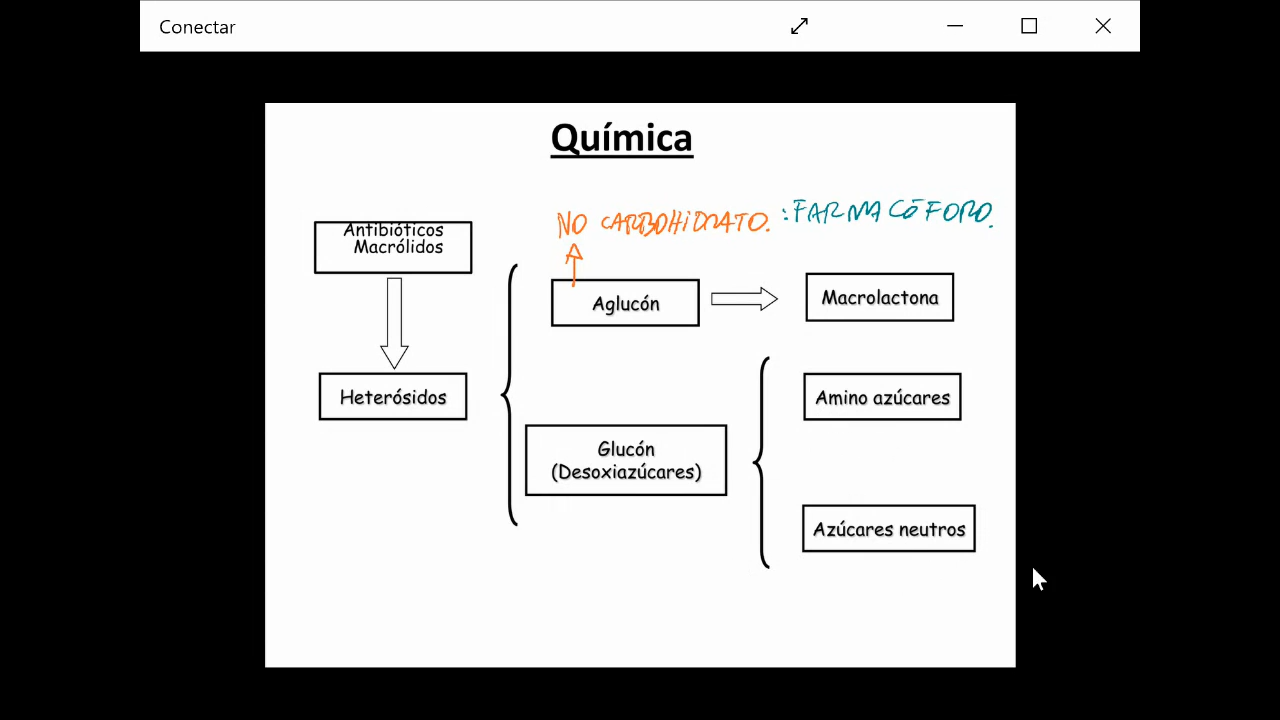 Conectar
Química
NO CARBOHIDRATO. : FARMACÓFORO.
Antibióticos
Macrólidos
Aglucón
Macrolactona
Heterósidos
Amino azúcares
Glucón
(Desoxiazúcares)
Azúcares neutros